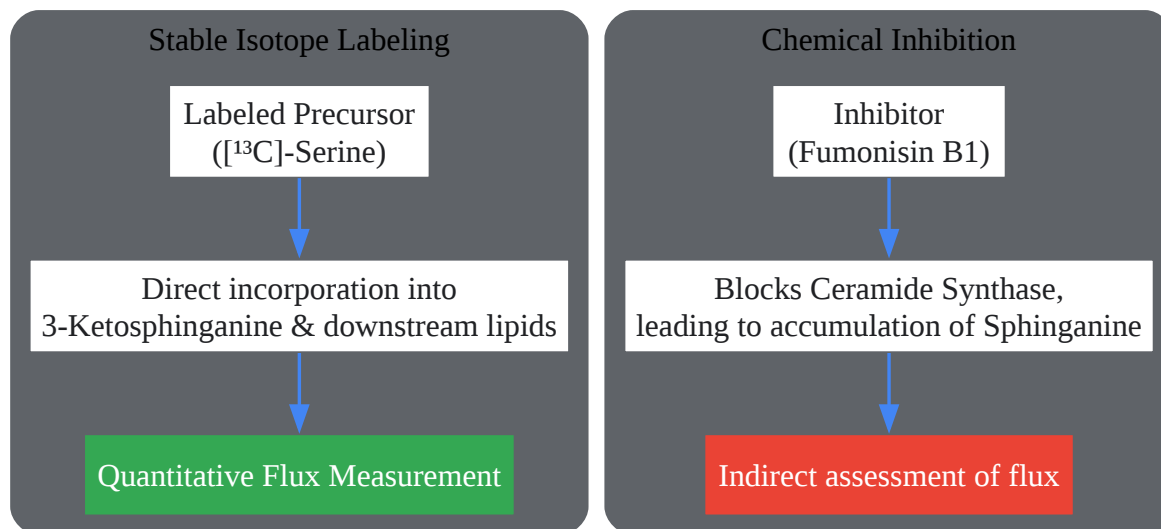 Stable Isotope Labeling
Labeled Precursor
([¹³C]-Serine)
Direct incorporation into
3-Ketosphinganine & downstream lipids
Quantitative Flux Measurement
Chemical Inhibition
Inhibitor
(Fumonisin B1)
Blocks Ceramide Synthase,
leading to accumulation of Sphinganine
Indirect assessment of flux